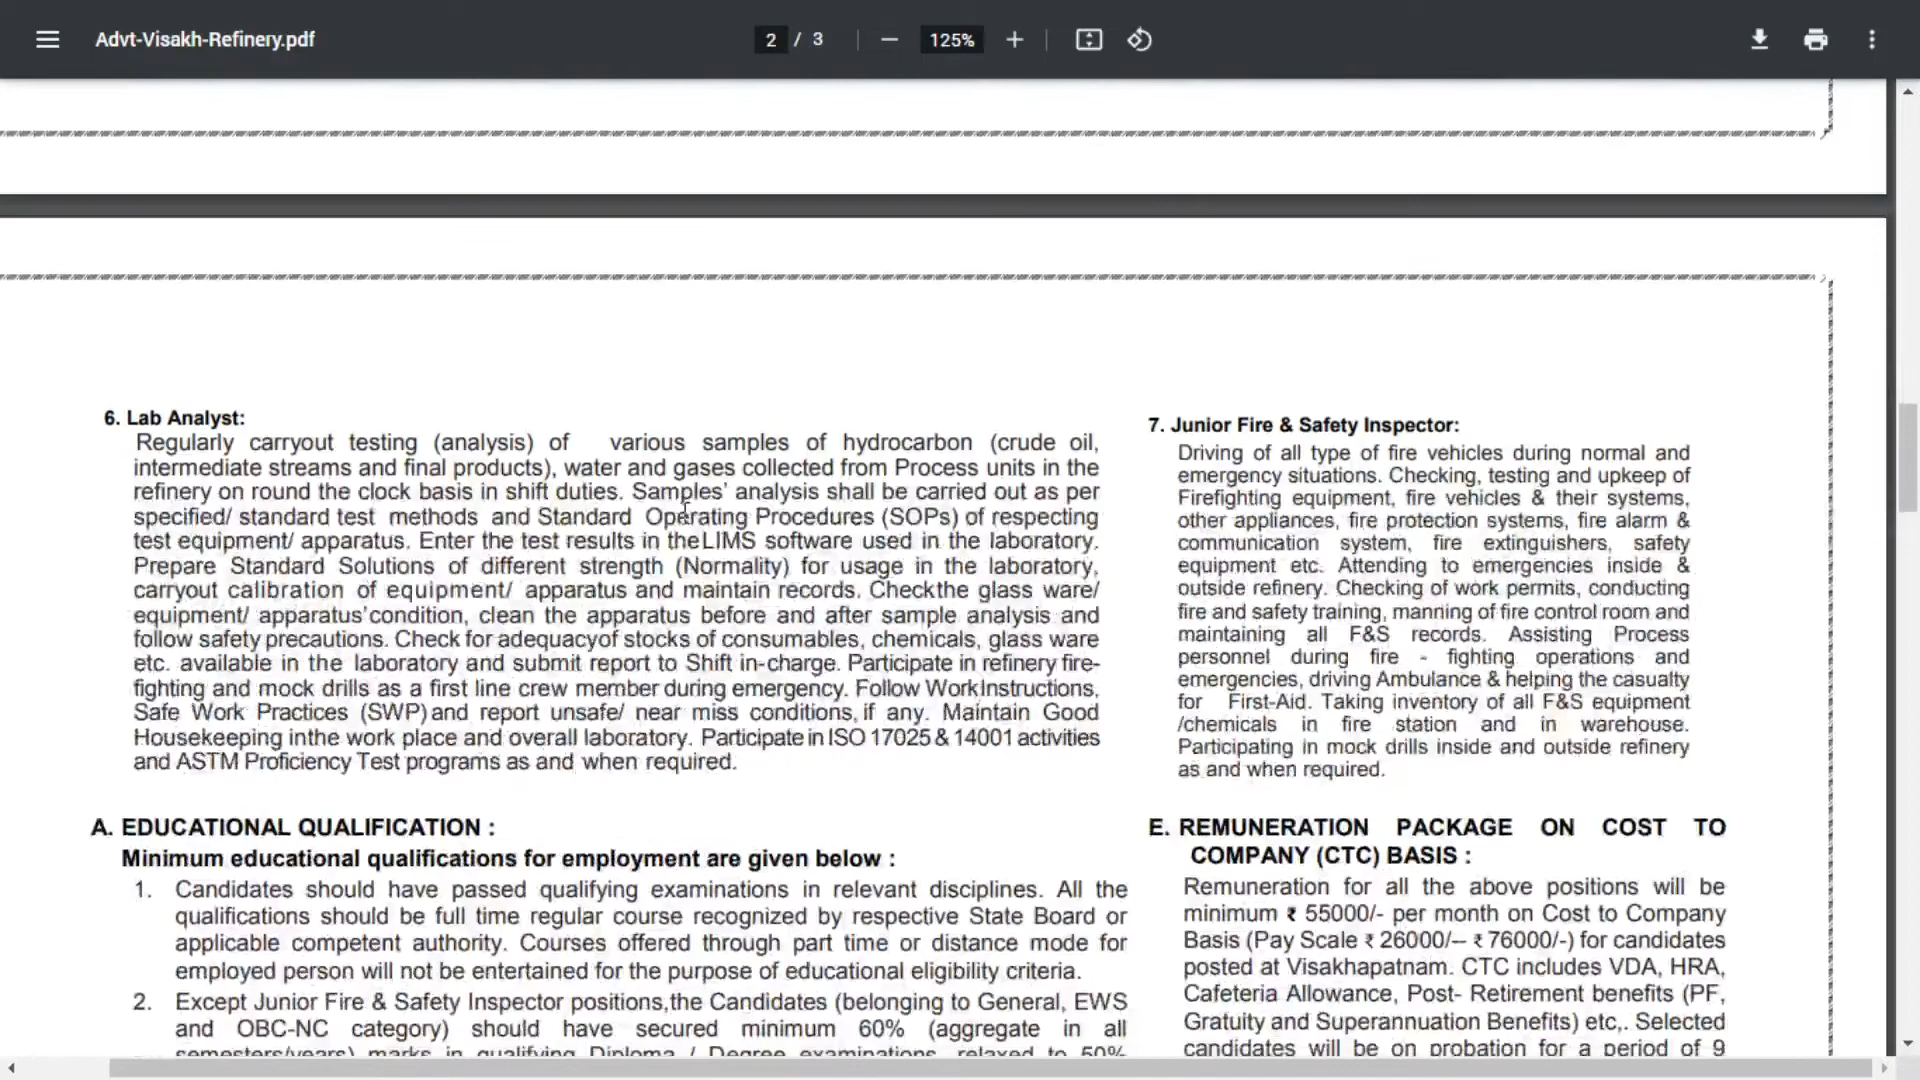 Advt-Visakh-Refinery.pdf
2 / 3
125%
6. Lab Analyst:
Regularly carryout testing (analysis) of various samples of hydrocarbon (crude oil,
intermediate streams and final products), water and gases collected from Process units in the
refinery on round the clock basis in shift duties. Samples' analysis shall be carried out as per
specified/ standard test methods and Standard Operating Procedures (SOPs) of respecting
test equipment/ apparatus. Enter the test results in theLIMS software used in the laboratory.
Prepare Standard Solutions of different strength (Normality) for usage in the laboratory,
carryout calibration of equipment/ apparatus and maintain records. Checkthe glass ware/
equipment/ apparatus'condition, clean the apparatus before and after sample analysis and
follow safety precautions. Check for adequacyof stocks of consumables, chemicals, glass ware
etc. available in the laboratory and submit report to Shift in-charge. Participate in refinery fire-
fighting and mock drills as a first line crew member during emergency. Follow WorkInstructions,
Safe Work Practices (SWP)and report unsafe/ near miss conditions, if any. Maintain Good
Housekeeping inthe work place and overall laboratory. Participate in ISO 17025 & 14001 activities
and ASTM Proficiency Test programs as and when required.
7. Junior Fire & Safety Inspector:
Driving of all type of fire vehicles during normal and
emergency situations. Checking, testing and upkeep of
Firefighting equipment, fire vehicles & their systems,
other appliances, fire protection systems, fire alarm &
communication system, fire extinguishers, safety
equipment etc. Attending to emergencies inside &
outside refinery. Checking of work permits, conducting
fire and safety training, manning of fire control room and
maintaining all F&S records. Assisting Process
personnel during fire - fighting operations and
emergencies, driving Ambulance & helping the casualty
for First-Aid. Taking inventory of all F&S equipment
/chemicals in fire station and in warehouse.
Participating in mock drills inside and outside refinery
as and when required.
A. EDUCATIONAL QUALIFICATION :
Minimum educational qualifications for employment are given below :
1. Candidates should have passed qualifying examinations in relevant disciplines. All the
qualifications should be full time regular course recognized by respective State Board or
applicable competent authority. Courses offered through part time or distance mode for
employed person will not be entertained for the purpose of educational eligibility criteria.
2. Except Junior Fire & Safety Inspector positions,the Candidates (belonging to General, EWS
and OBC-NC category) should have secured minimum 60% (aggregate in all
semesters/years) marks in qualifying Diploma / Degree examinations, relaxed to 50%
E. REMUNERATION PACKAGE ON COST TO
COMPANY (CTC) BASIS :
Remuneration for all the above positions will be
minimum ₹ 55000/- per month on Cost to Company
Basis (Pay Scale ₹ 26000/– ₹ 76000/-) for candidates
posted at Visakhapatnam. CTC includes VDA, HRA,
Cafeteria Allowance, Post- Retirement benefits (PF,
Gratuity and Superannuation Benefits) etc,. Selected
candidates will be on probation for a period of 9